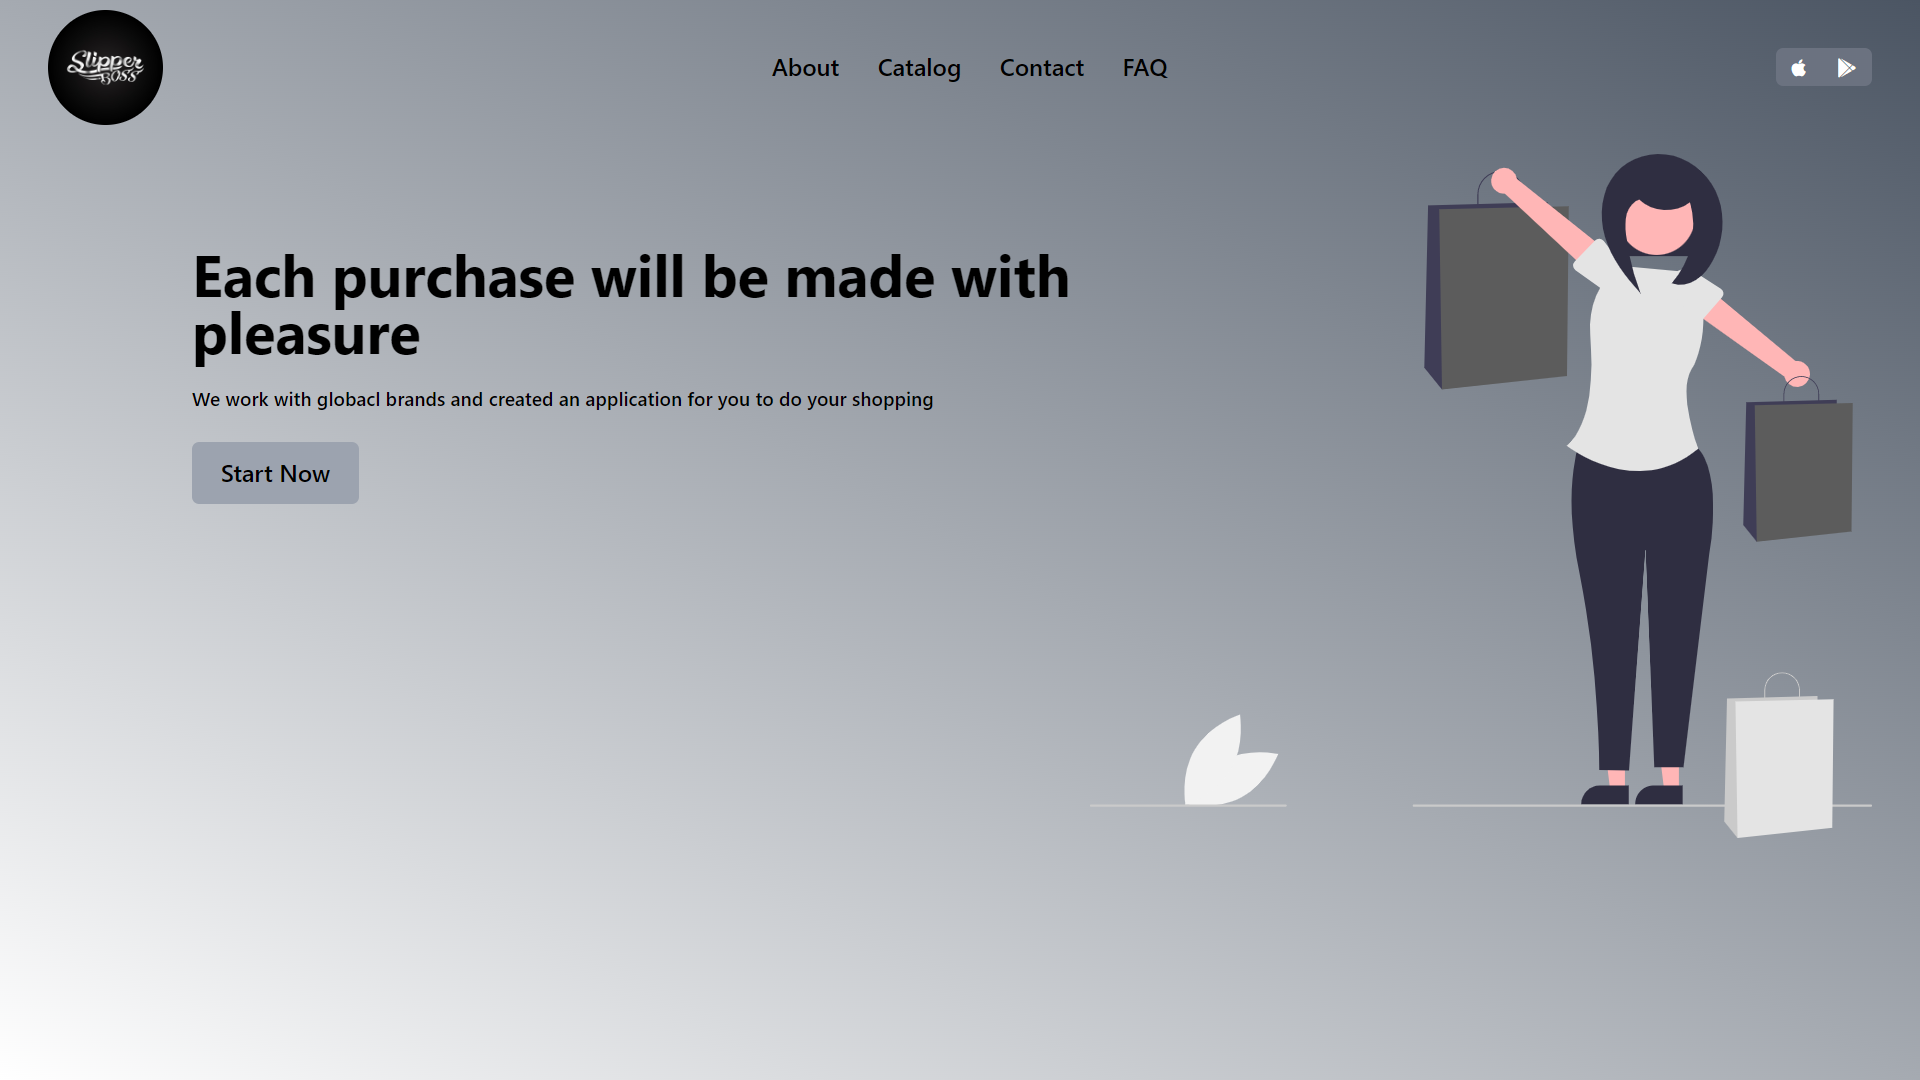 Slipper
BOSS
About Catalog Contact FAQ
Each purchase will be made with
pleasure
We work with globacl brands and created an application for you to do your shopping
Start Now